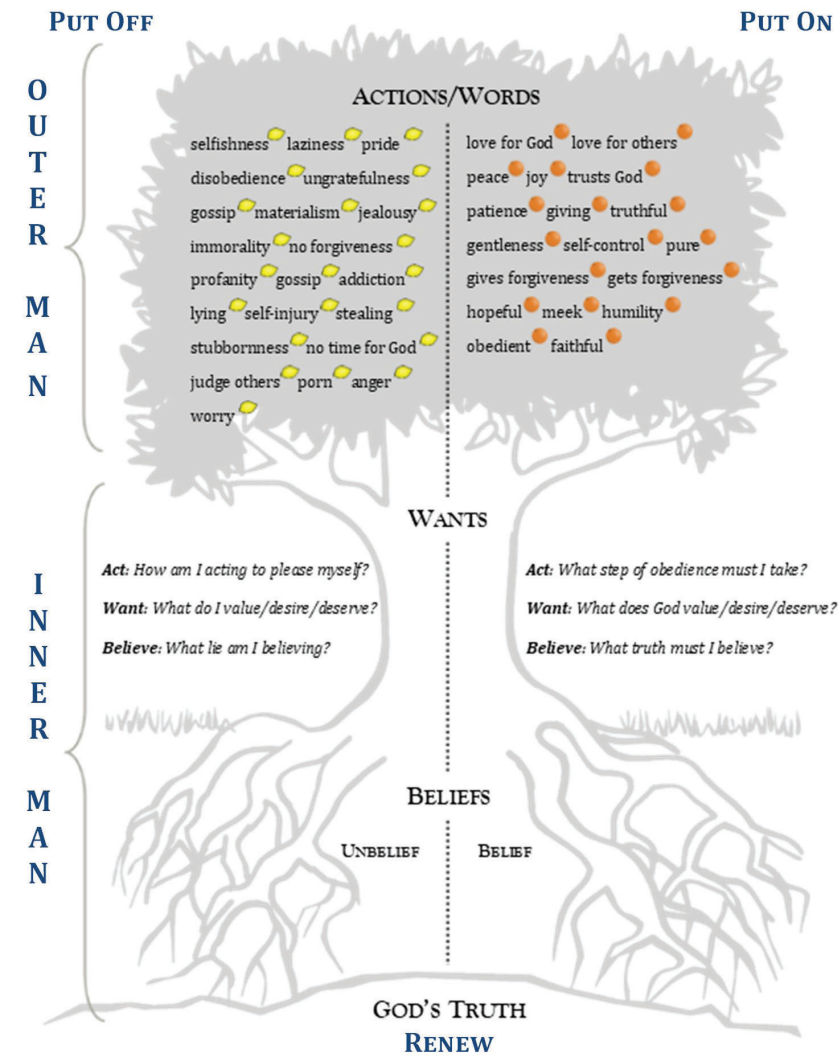 PUT OFF
PUT ON
OUTER MAN
ACTIONS/WORDS
selfishness laziness pride
disobedience ungratefulness
gossip materialism jealousy
immorality no forgiveness
profanity gossip addiction
lying self-injury stealing
stubbornness no time for God
judge others porn anger
worry
love for God love for others
peace joy trusts God
patience giving truthful
gentleness self-control pure
gives forgiveness gets forgiveness
hopeful meek humility
obedient faithful
INNER MAN
WANTS
Act: How am I acting to please myself?
Want: What do I value/desire/deserve?
Believe: What lie am I believing?
Act: What step of obedience must I take?
Want: What does God value/desire/deserve?
Believe: What truth must I believe?
BELIEFS
UNBELIEF
BELIEF
GOD'S TRUTH
RENEW